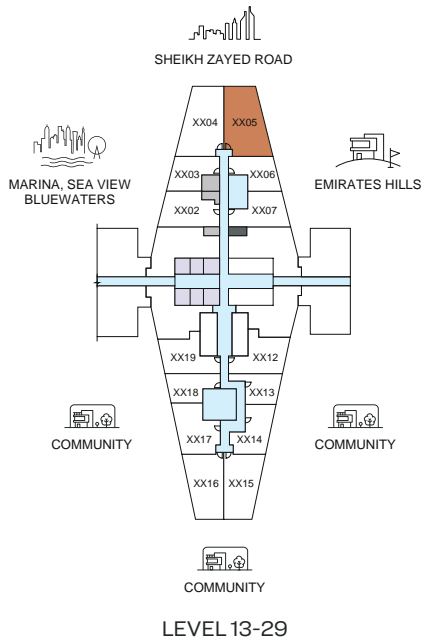 SHEIKH ZAYED ROAD
XX04
XX05
MARINA, SEA VIEW
BLUEWATERS
XX03
XX06
EMIRATES HILLS
XX02
XX07
XX19
XX12
XX18
XX13
COMMUNITY
XX17
XX14
COMMUNITY
XX16
XX15
COMMUNITY
LEVEL 13-29